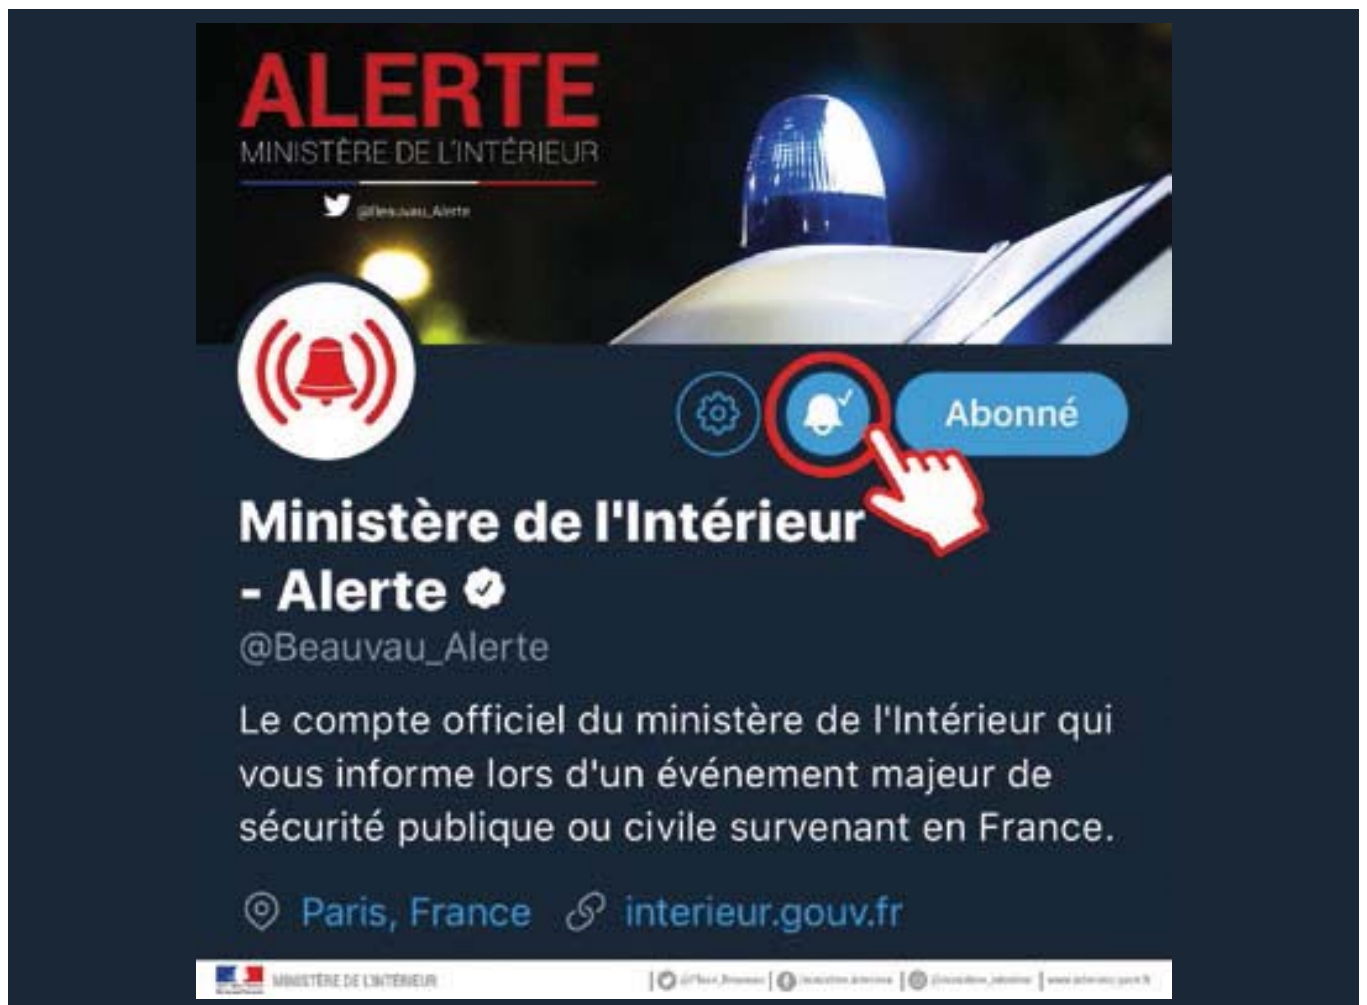 ALERTE
MINISTÈRE DE L'INTÉRIEUR
@Beauvau_Alerte
Abonné
Ministère de l'Intérieur
- Alerte
@Beauvau_Alerte
Le compte officiel du ministère de l'Intérieur qui
vous informe lors d'un événement majeur de
sécurité publique ou civile survenant en France.
Paris, France interieur.gouv.fr
MINISTÈRE DE L'INTÉRIEUR